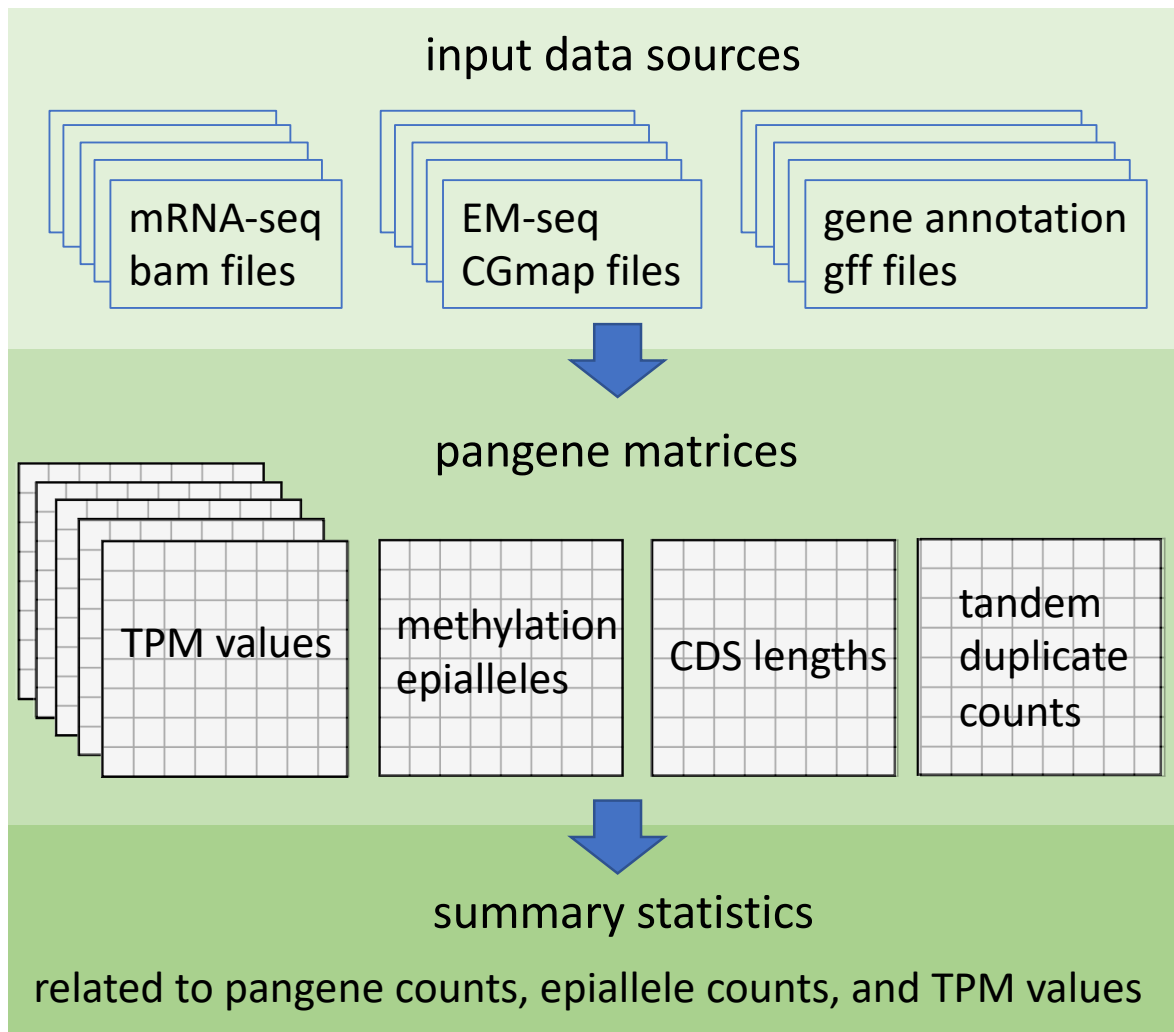 input data sources
mRNA-seq
bam files
EM-seq
CGmap files
gene annotation
gff files
pangene matrices
TPM values
methylation
epialleles
CDS lengths
tandem
duplicate
counts
summary statistics
related to pangene counts, epiallele counts, and TPM values